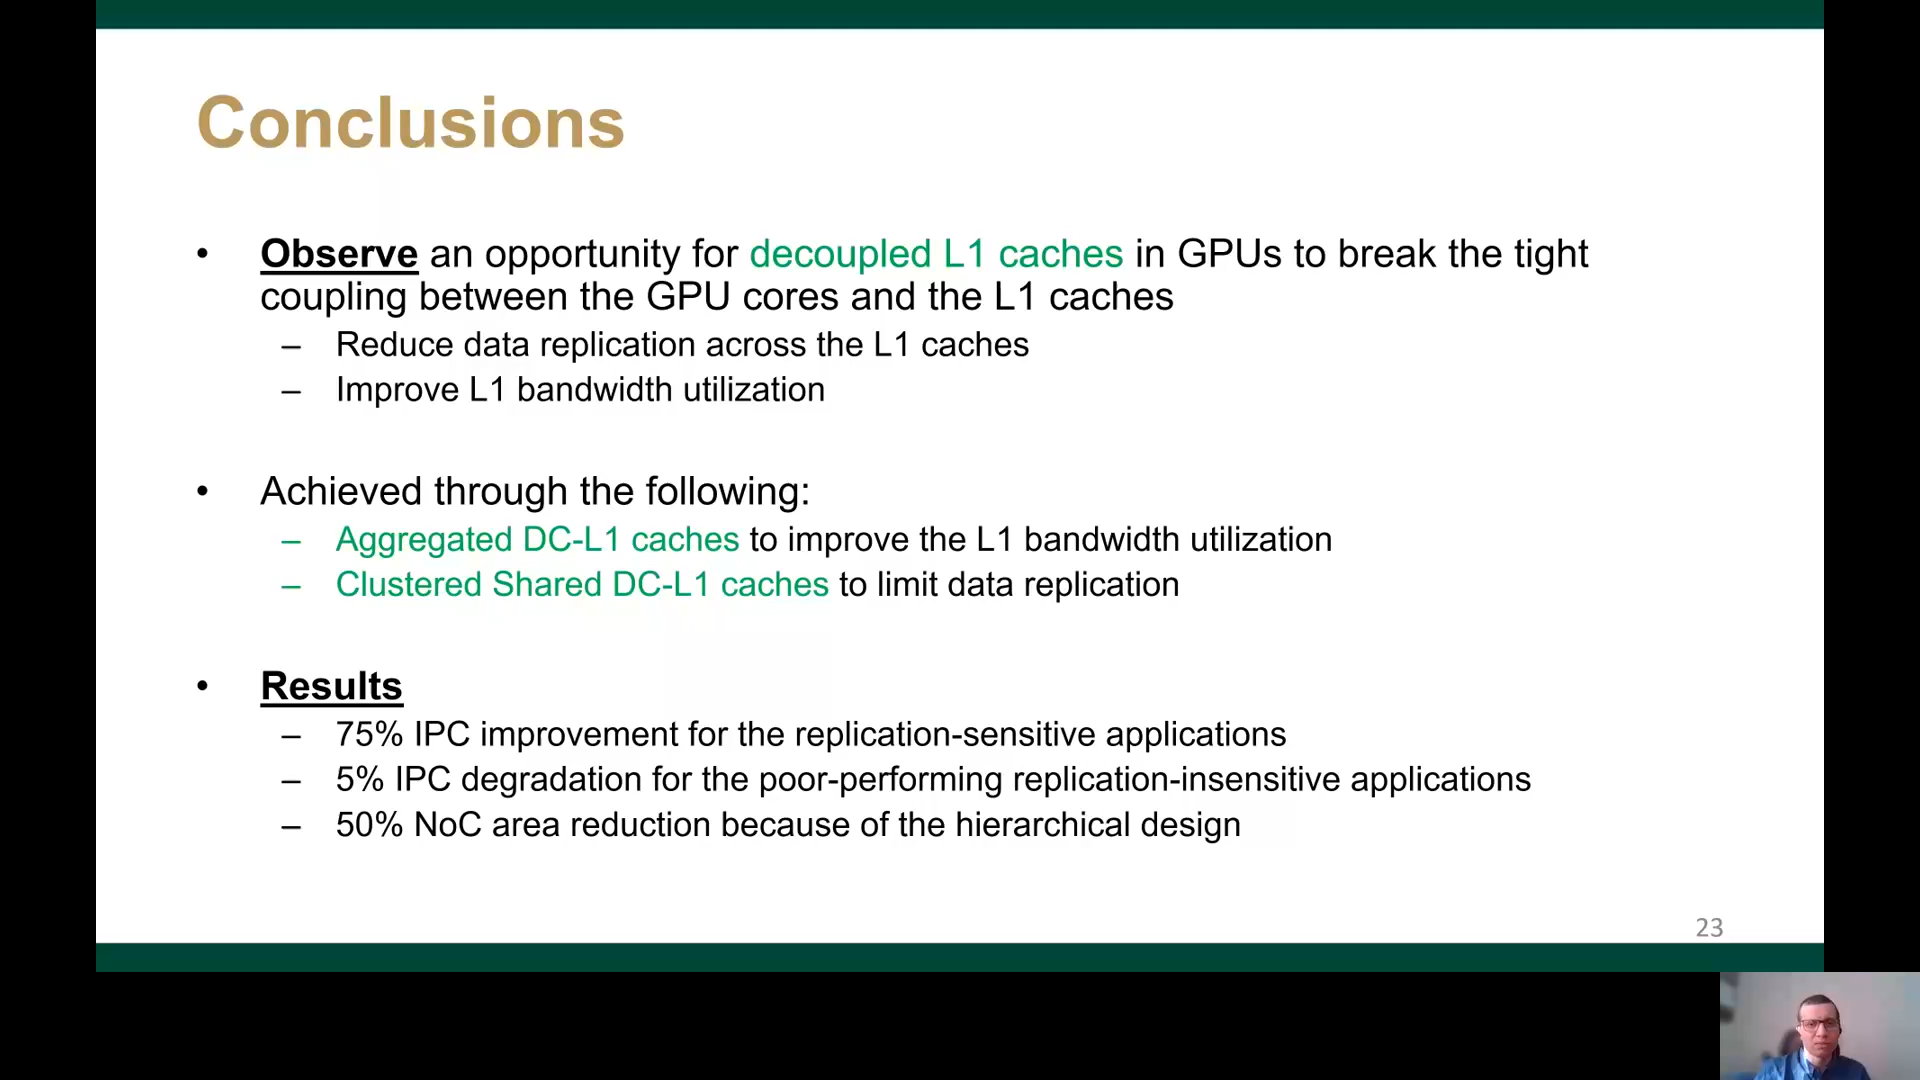 Conclusions
• Observe an opportunity for decoupled L1 caches in GPUs to break the tight
coupling between the GPU cores and the L1 caches
– Reduce data replication across the L1 caches
– Improve L1 bandwidth utilization
• Achieved through the following:
– Aggregated DC-L1 caches to improve the L1 bandwidth utilization
– Clustered Shared DC-L1 caches to limit data replication
• Results
– 75% IPC improvement for the replication-sensitive applications
– 5% IPC degradation for the poor-performing replication-insensitive applications
– 50% NoC area reduction because of the hierarchical design
23